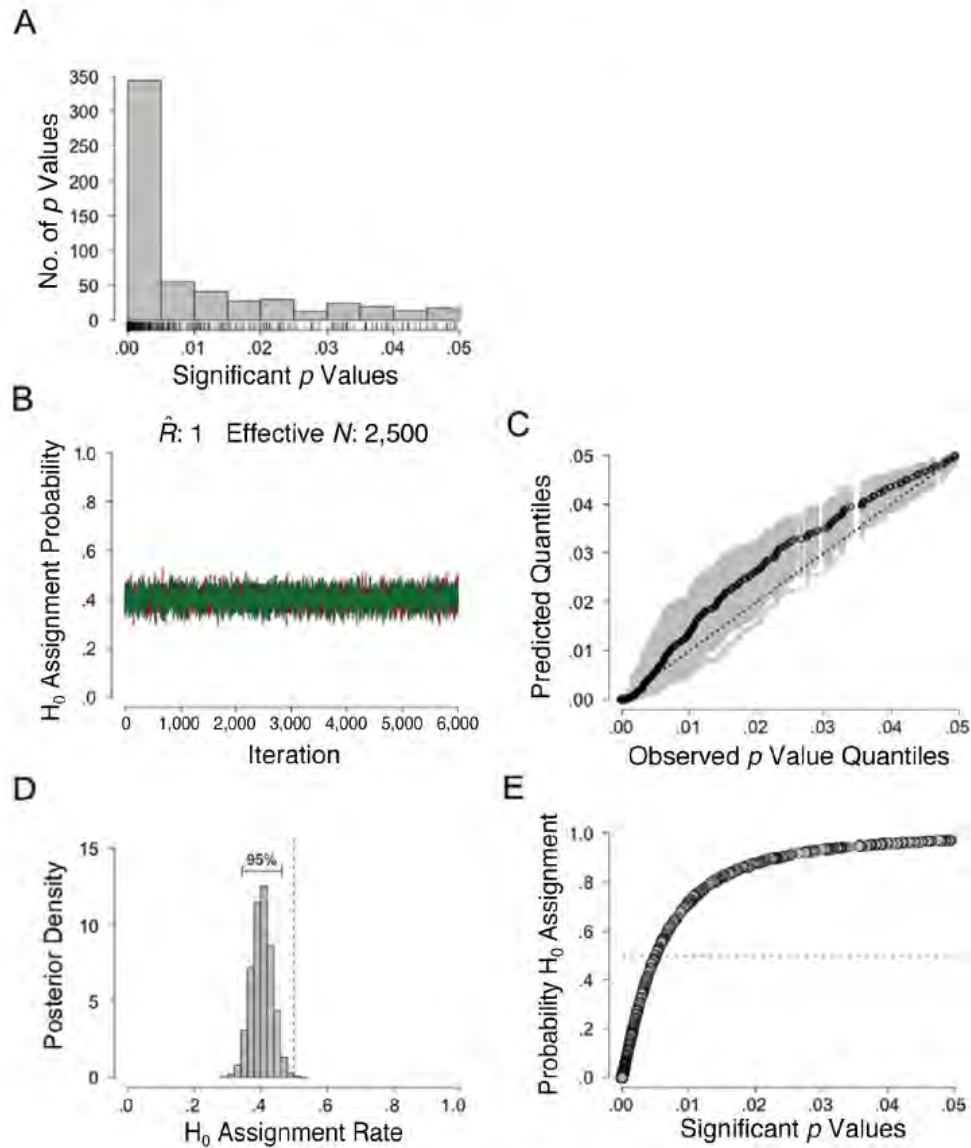 A
350
300
250
200
150
100
50
0
No. of p Values
.00 .01 .02 .03 .04 .05
Significant p Values
B
R̂: 1 Effective N: 2,500
1.0
.8
.6
.4
.2
.0
H₀ Assignment Probability
0 1,000 2,000 3,000 4,000 5,000 6,000
Iteration
C
.05
.04
.03
.02
.01
.00
Predicted Quantiles
.00 .01 .02 .03 .04 .05
Observed p Value Quantiles
D
15
10
5
0
Posterior Density
95%
.0 .2 .4 .6 .8 1.0
H₀ Assignment Rate
E
1.0
.8
.6
.4
.2
.0
Probability H₀ Assignment
.00 .01 .02 .03 .04 .05
Significant p Values